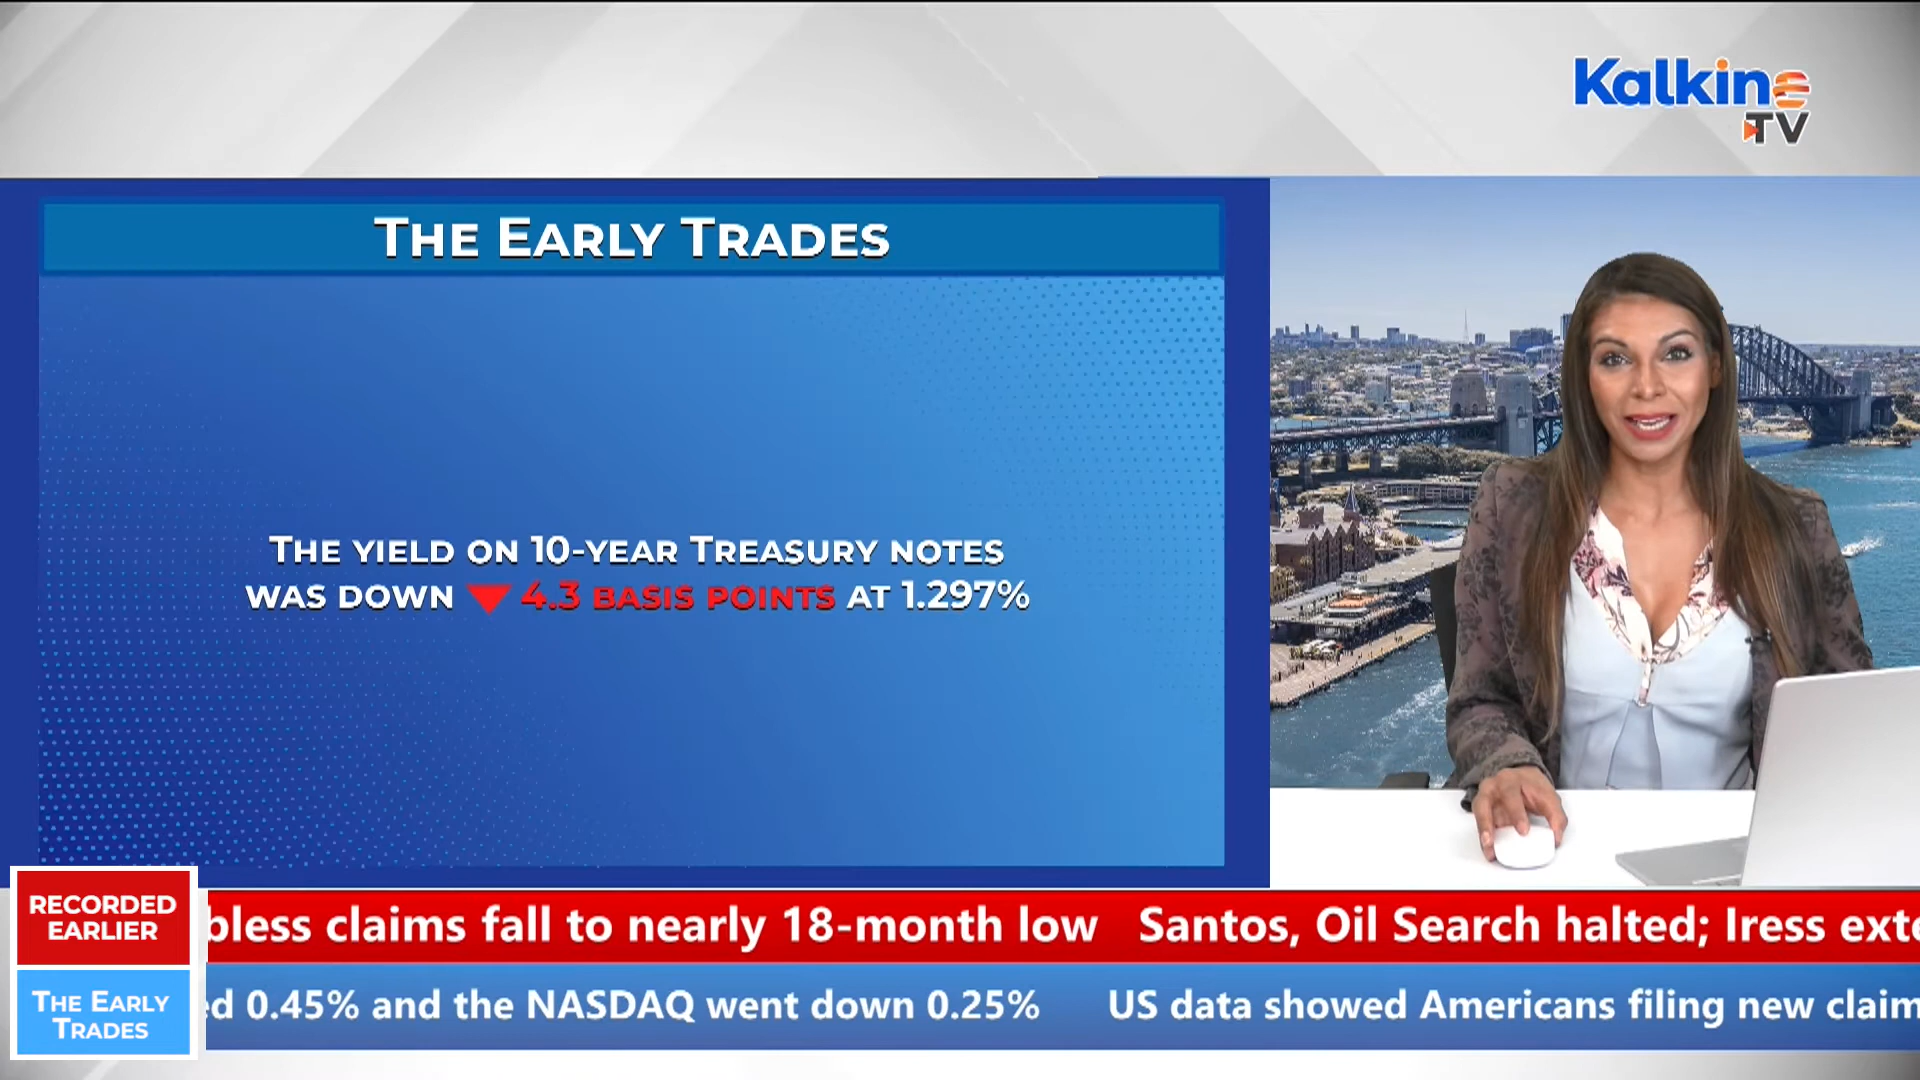 Kalkine
TV
THE EARLY TRADES
THE YIELD ON 10-YEAR TREASURY NOTES
WAS DOWN ▼ 4.3 BASIS POINTS AT 1.297%
RECORDED
EARLIER
bless claims fall to nearly 18-month low Santos, Oil Search halted; Iress exte
THE EARLY
TRADES
ed 0.45% and the NASDAQ went down 0.25% US data showed Americans filing new claim